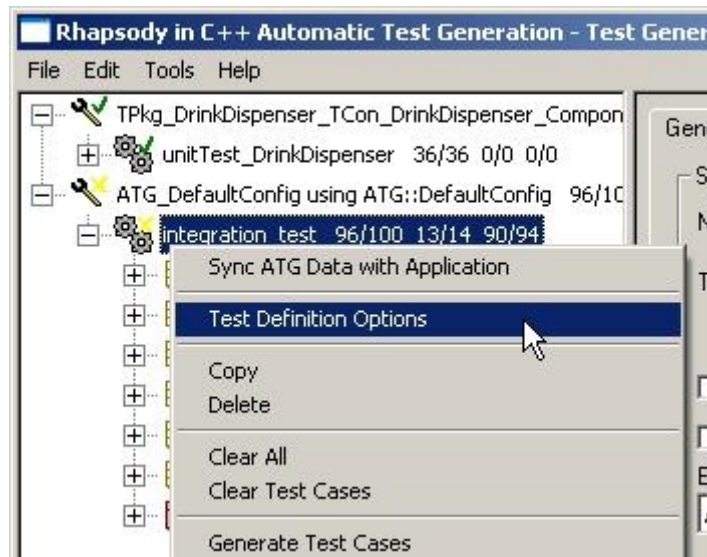 Rhapsody in C++ Automatic Test Generation - Test Gener
File Edit Tools Help
TPkg_DrinkDispenser_TCon_DrinkDispenser_Compon
Gen
unitTest_DrinkDispenser 36/36 0/0 0/0
S
ATG_DefaultConfig using ATG::DefaultConfig 96/10
N
integration_test 96/100 13/14 90/94
Sync ATG Data with Application
T
Test Definition Options
Copy
Delete
Clear All
E
Clear Test Cases
Generate Test Cases